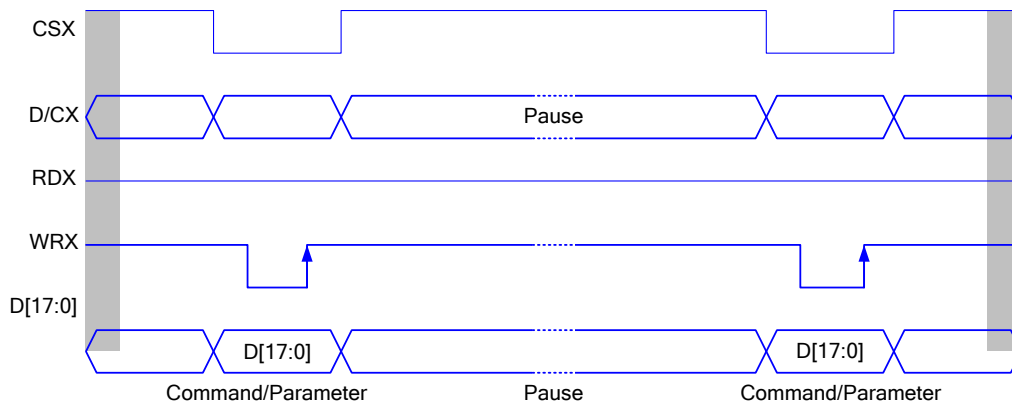 CSX
D/CX
Pause
RDX
WRX
D[17:0]
D[17:0]
D[17:0]
Command/Parameter
Pause
Command/Parameter